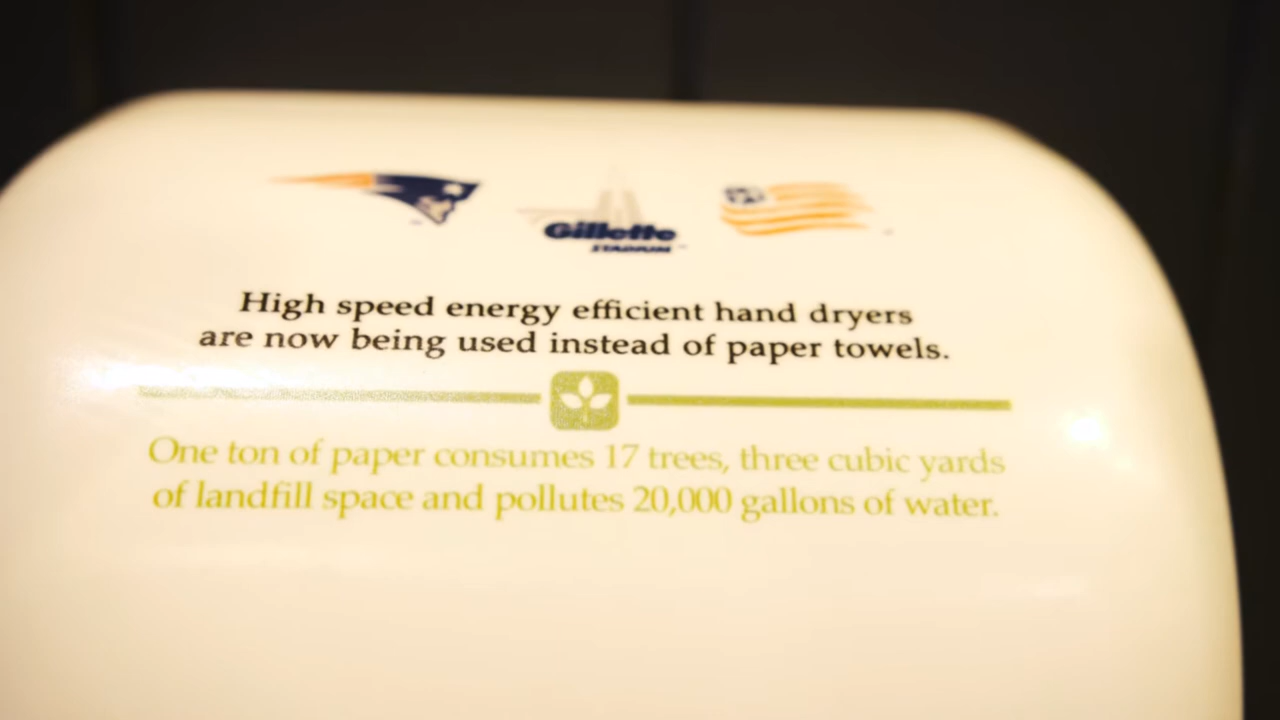 Gillette
STADIUM
High speed energy efficient hand dryers
are now being used instead of paper towels.
One ton of paper consumes 17 trees, three cubic yards
of landfill space and pollutes 20,000 gallons of water.